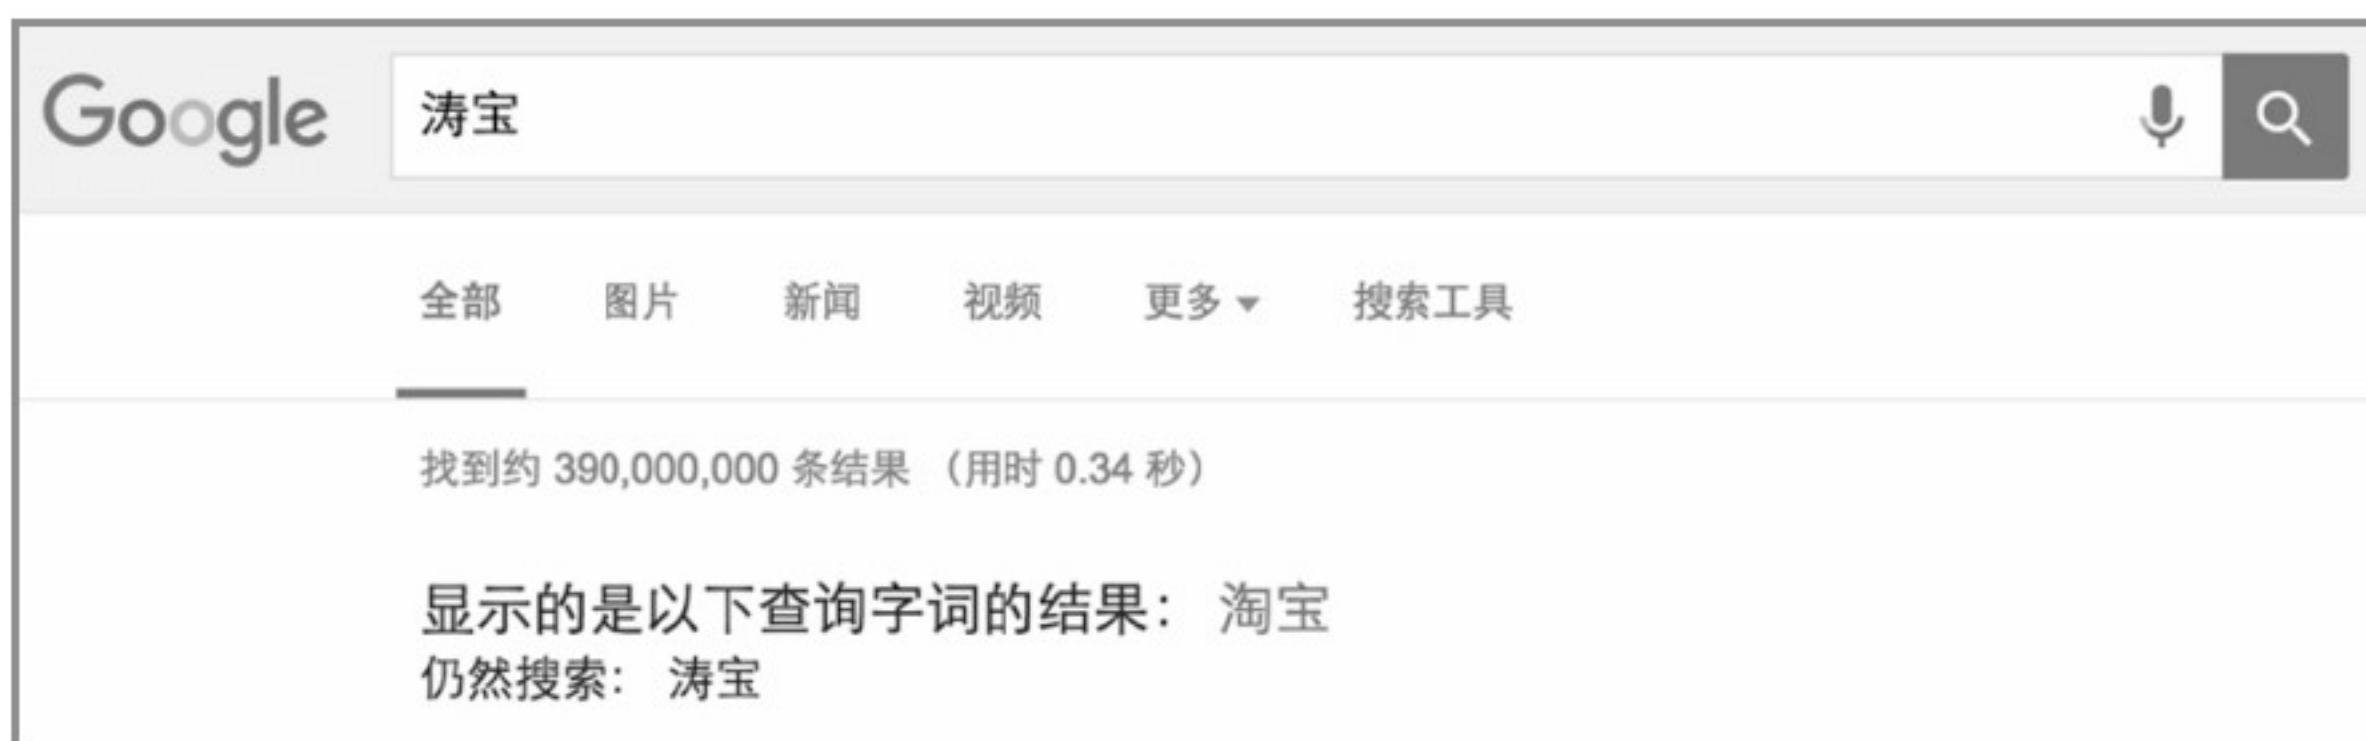 Google 涛宝
全部 图片 新闻 视频 更多 搜索工具
找到约 390,000,000 条结果 （用时 0.34 秒）
显示的是以下查询字词的结果： 淘宝
仍然搜索： 涛宝